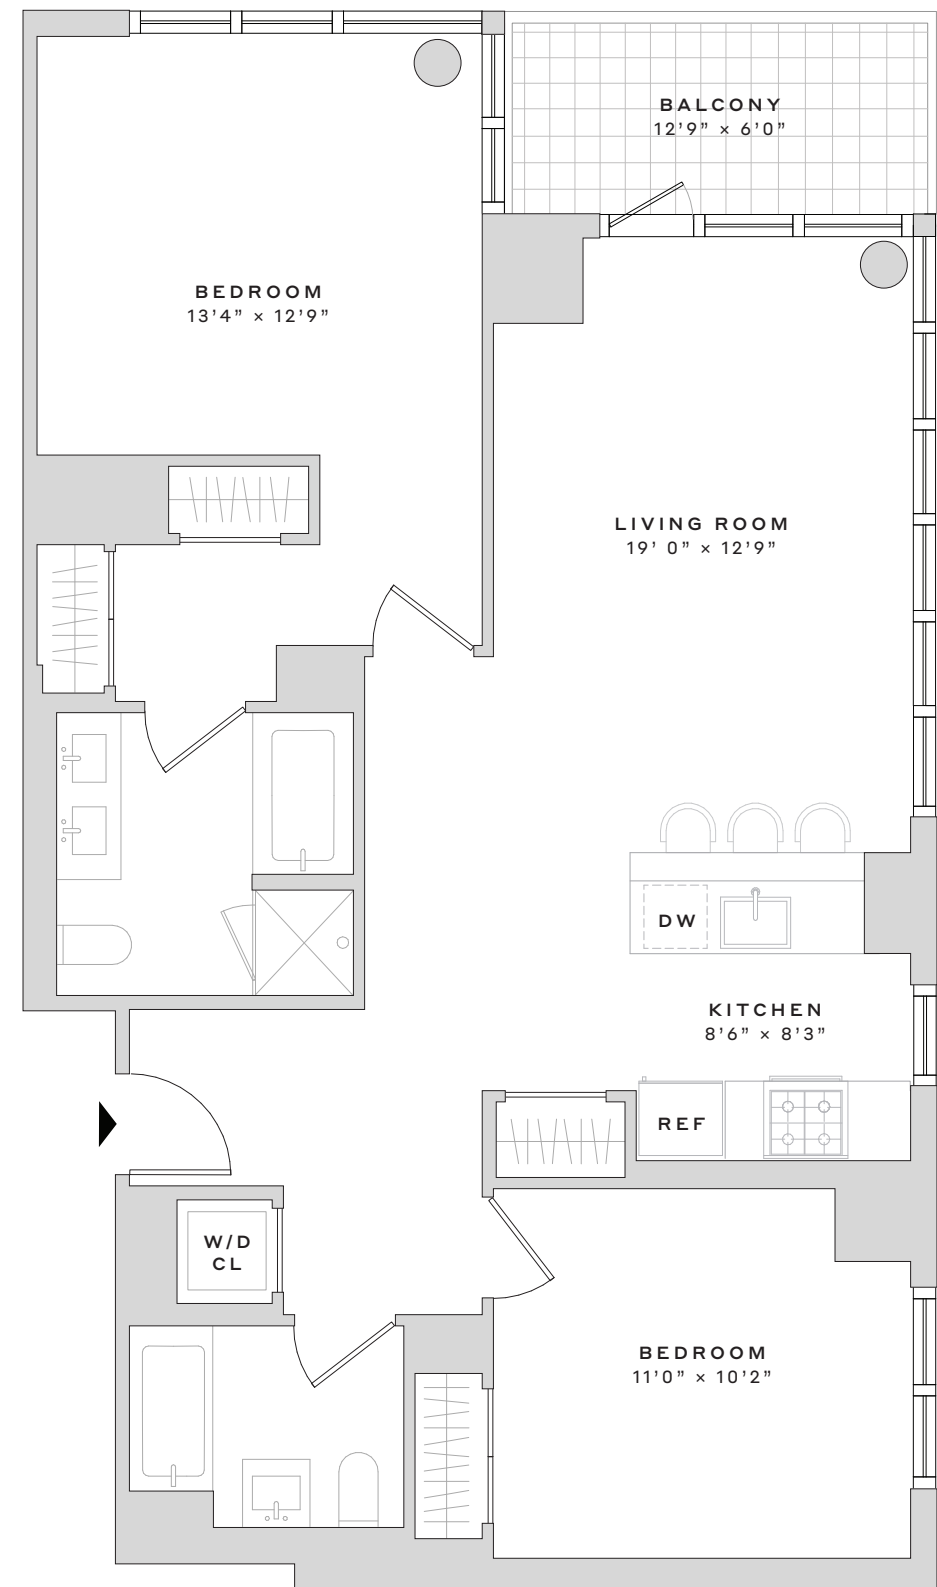 BALCONY
12’9” × 6’0”
BEDROOM
13’4” × 12’9”
LIVING ROOM
19’ 0” × 12’9”
DW
KITCHEN
8’6” × 8’3”
REF
W/D
CL
BEDROOM
11’0” × 10’2”